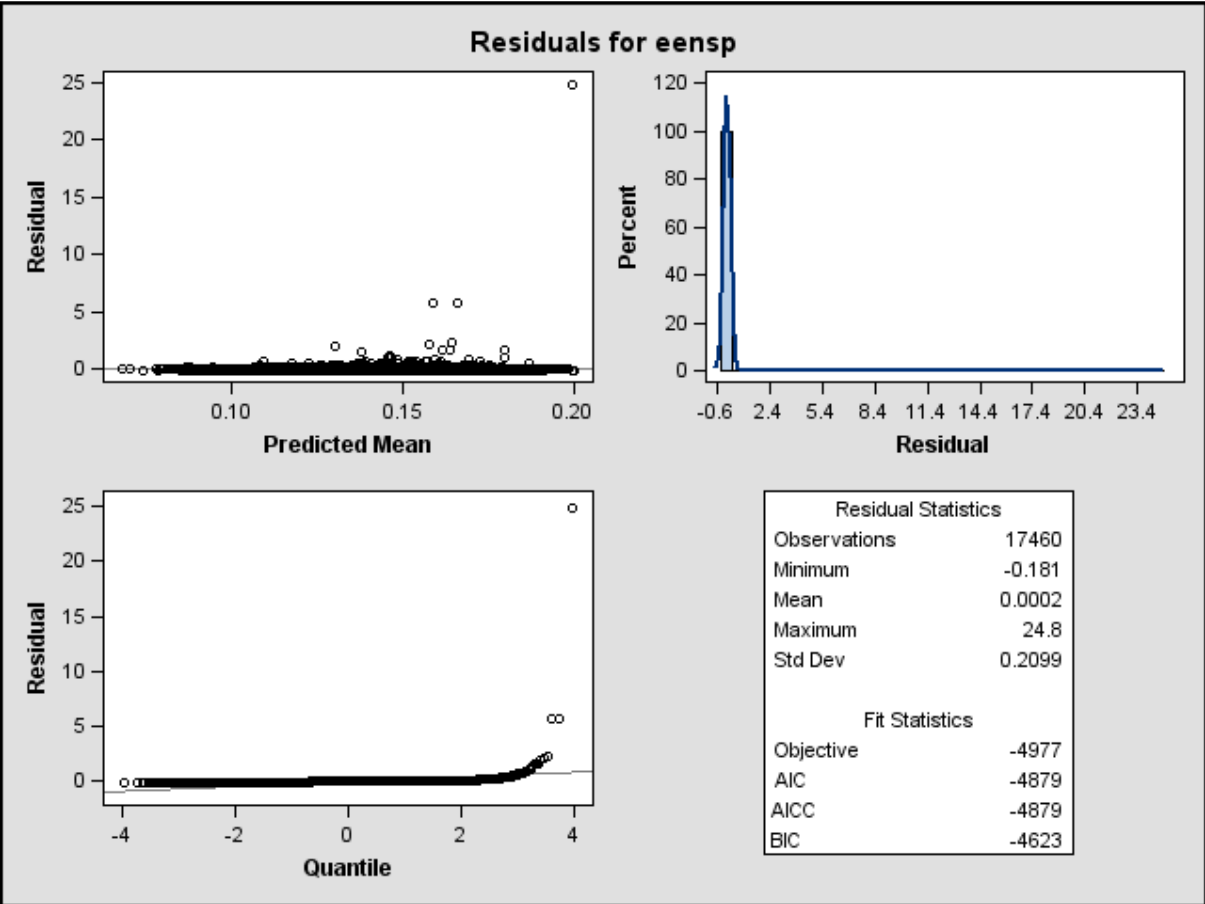 Residuals for eensp
25
20
15
10
5
0
Residual
0.10 0.15 0.20
Predicted Mean
120
100
80
60
40
20
0
Percent
-0.6 2.4 5.4 8.4 11.4 14.4 17.4 20.4 23.4
Residual
25
20
15
10
5
0
Residual
-4 -2 0 2 4
Quantile
Residual Statistics
Observations 17460
Minimum -0.181
Mean 0.0002
Maximum 24.8
Std Dev 0.2099
Fit Statistics
Objective -4977
AIC -4879
AICC -4879
BIC -4623